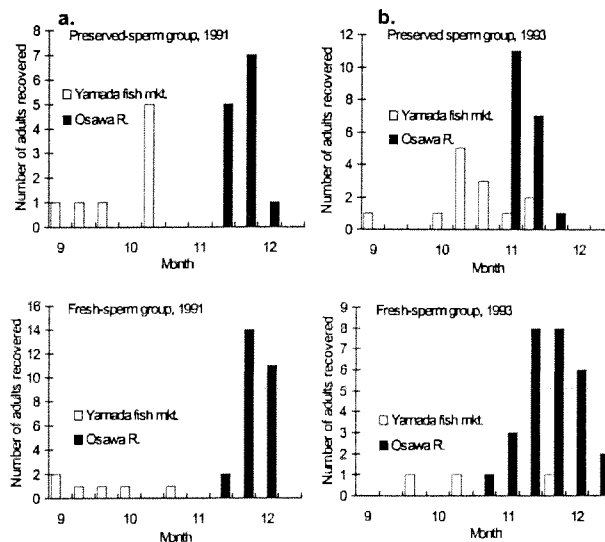 a.
Preserved-sperm group, 1991
Number of adults recovered
8
7
6
5
4
3
2
1
0
Yamada fish mkt.
Osawa R.
9 10 11 12
Month
b.
Preserved sperm group, 1993
Number of adults recovered
12
10
8
6
4
2
0
Yamada fish mkt.
Osawa R.
9 10 11 12
Month
Fresh-sperm group, 1991
Number of adults recovered
16
14
12
10
8
6
4
2
0
Yamada fish mkt.
Osawa R.
9 10 11 12
Month
Fresh-sperm group, 1993
Number of adults recovered
9
8
7
6
5
4
3
2
1
0
Yamada fish mkt.
Osawa R.
9 10 11 12
Month